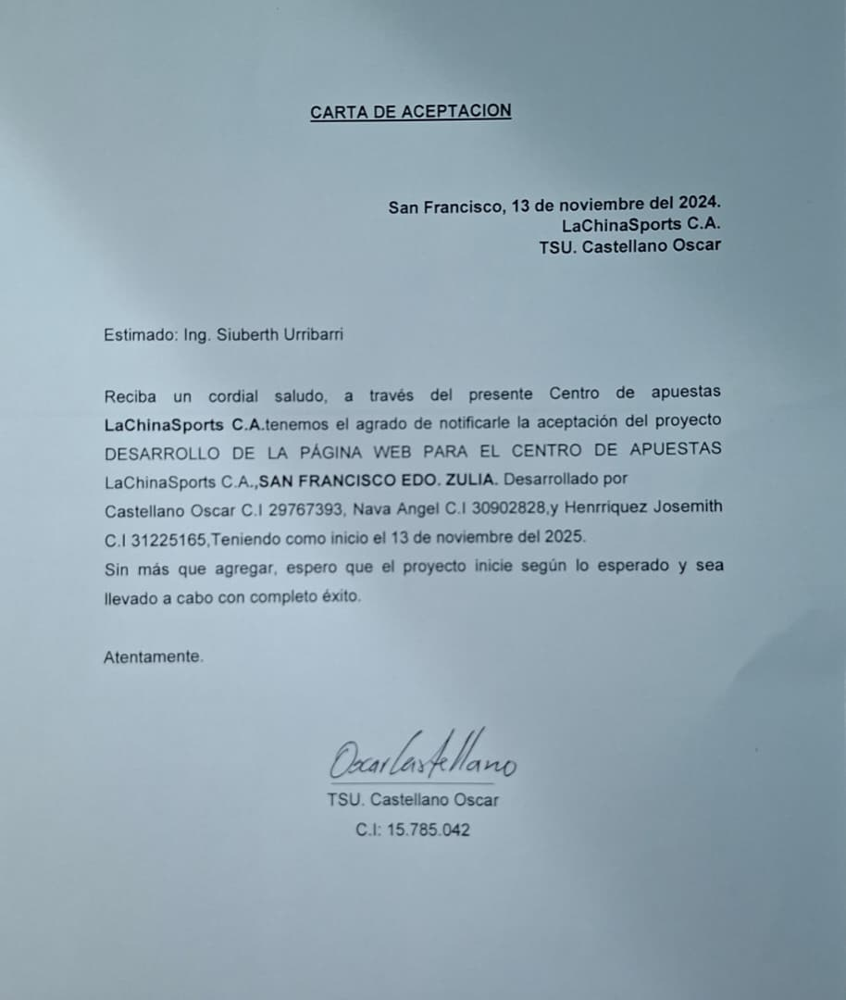 CARTA DE ACEPTACION
San Francisco, 13 de noviembre del 2024.
LaChinaSports C.A.
TSU. Castellano Oscar
Estimado: Ing. Siuberth Urribarri
Reciba un cordial saludo, a través del presente Centro de apuestas
LaChinaSports C.A.tenemos el agrado de notificarle la aceptación del proyecto
DESARROLLO DE LA PÁGINA WEB PARA EL CENTRO DE APUESTAS
LaChinaSports C.A.,SAN FRANCISCO EDO. ZULIA. Desarrollado por
Castellano Oscar C.I 29767393, Nava Angel C.I 30902828,y Henrriquez Josemith
C.I 31225165,Teniendo como inicio el 13 de noviembre del 2025.
Sin más que agregar, espero que el proyecto inicie según lo esperado y sea
llevado a cabo con completo éxito.
Atentamente.
Oscar Castellano
TSU. Castellano Oscar
C.I: 15.785.042